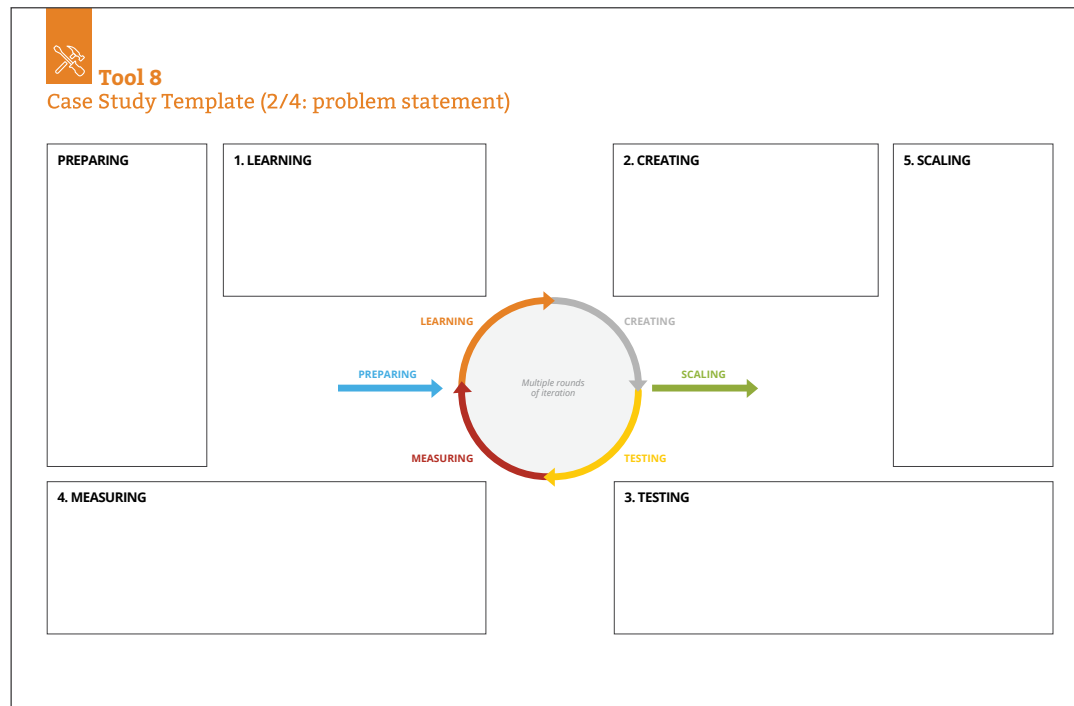 Tool 8
Case Study Template (2/4: problem statement)
PREPARING
1. LEARNING
2. CREATING
5. SCALING
LEARNING
CREATING
PREPARING
Multiple rounds
of iteration
SCALING
MEASURING
TESTING
4. MEASURING
3. TESTING